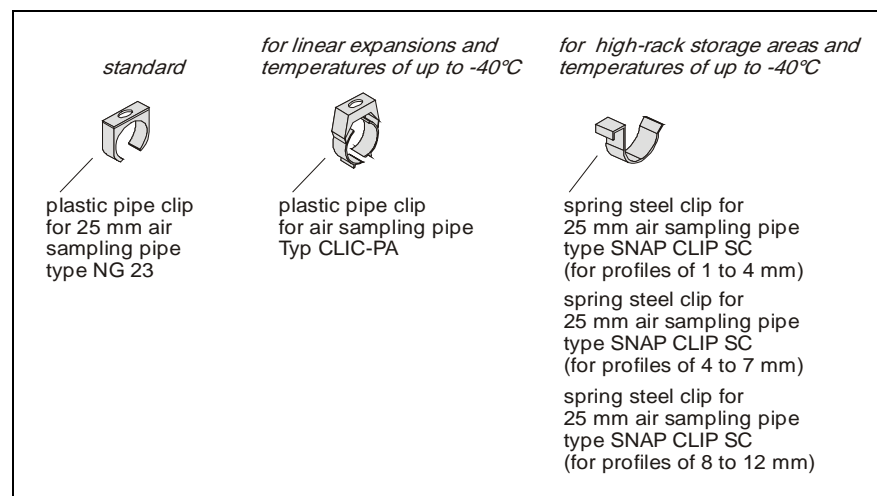 standard
for linear expansions and
temperatures of up to -40°C
for high-rack storage areas and
temperatures of up to -40°C
plastic pipe clip
for 25 mm air
sampling pipe
type NG 23
plastic pipe clip
for air sampling pipe
Typ CLIC-PA
spring steel clip for
25 mm air sampling pipe
type SNAP CLIP SC
(for profiles of 1 to 4 mm)
spring steel clip for
25 mm air sampling pipe
type SNAP CLIP SC
(for profiles of 4 to 7 mm)
spring steel clip for
25 mm air sampling pipe
type SNAP CLIP SC
(for profiles of 8 to 12 mm)